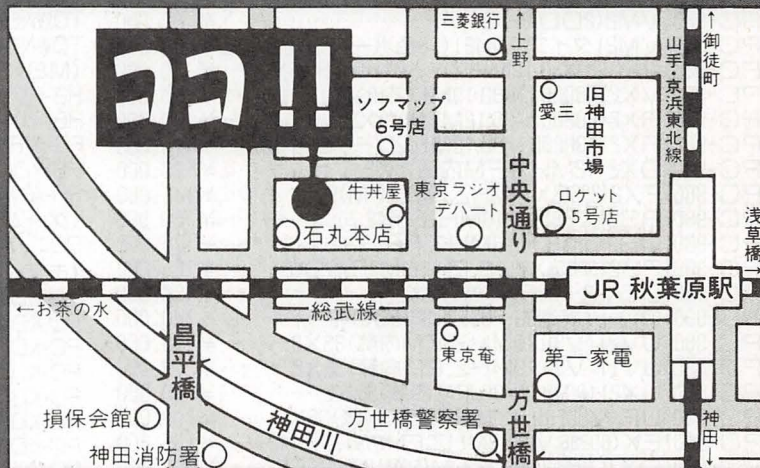 ココ!!
三菱銀行
↑上野
山手・京浜東北線
↑御徒町
ソフマップ
6号店
愛三
旧神田市場
牛丼屋
東京ラジオ
デパート
中央通り
ロケット
5号店
石丸本店
浅草橋→
JR 秋葉原駅
←お茶の水
総武線
昌平橋
東京奄
第一家電
損保会館
神田川
万世橋警察署
万世橋
神田↓
神田消防署